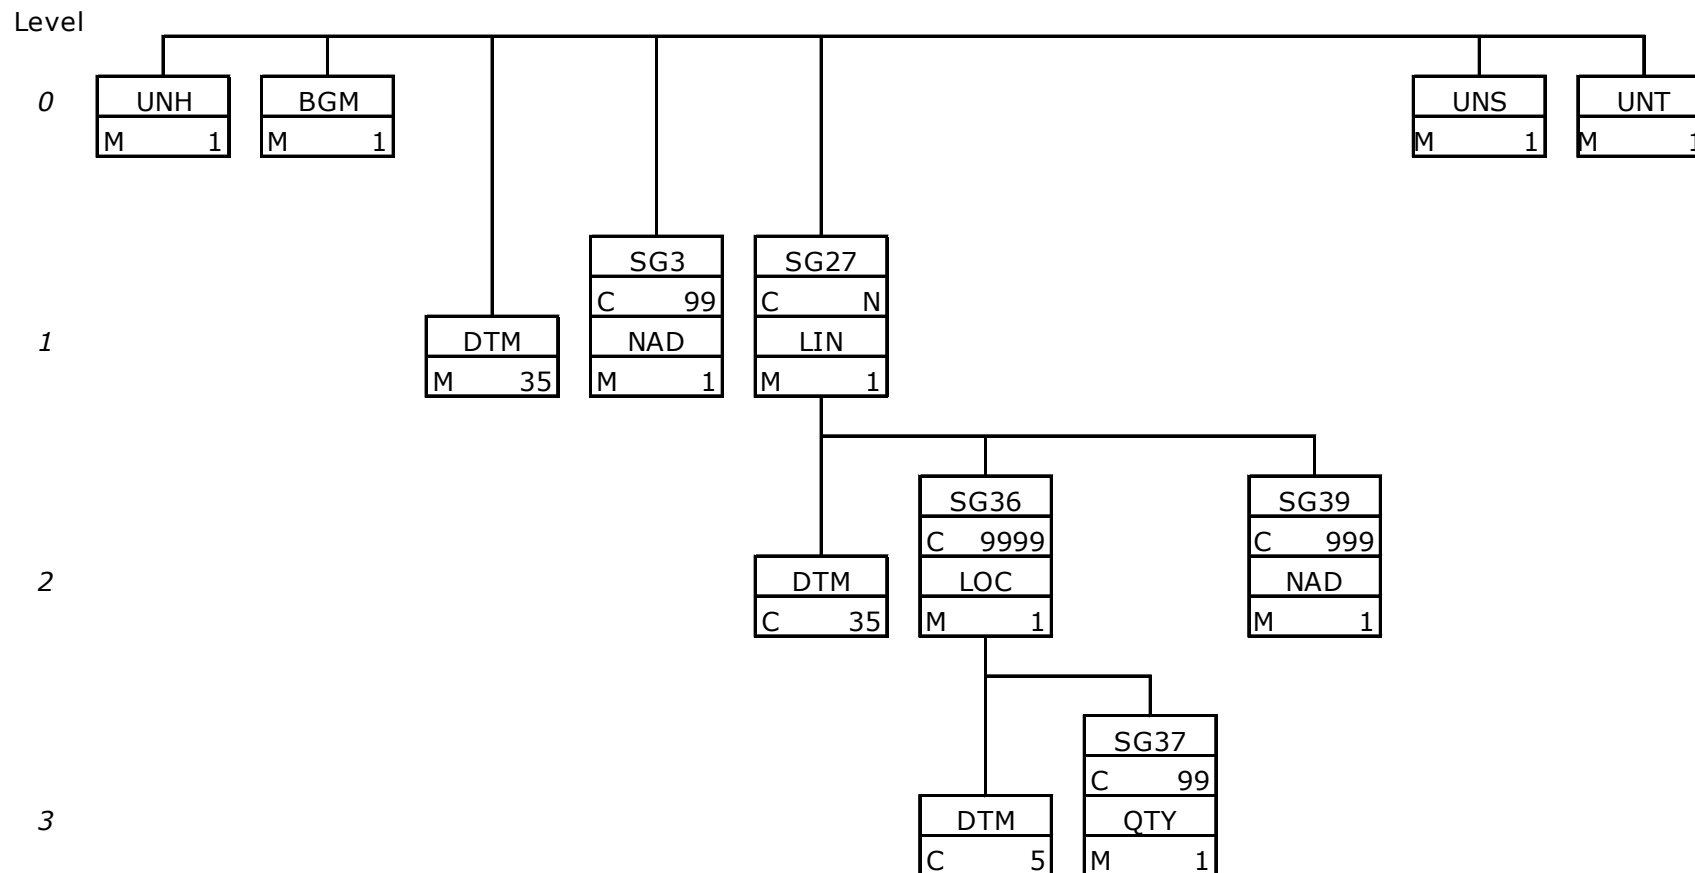 Level
0 UNH BGM UNS UNT
M 1 M 1 M 1 M 1
SG3 SG27
C 99 C N
1 DTM NAD LIN
M 35 M 1 M 1
SG36 SG39
C 9999 C 999
2 DTM LOC NAD
C 35 M 1 M 1
SG37
C 99
3 DTM QTY
C 5 M 1